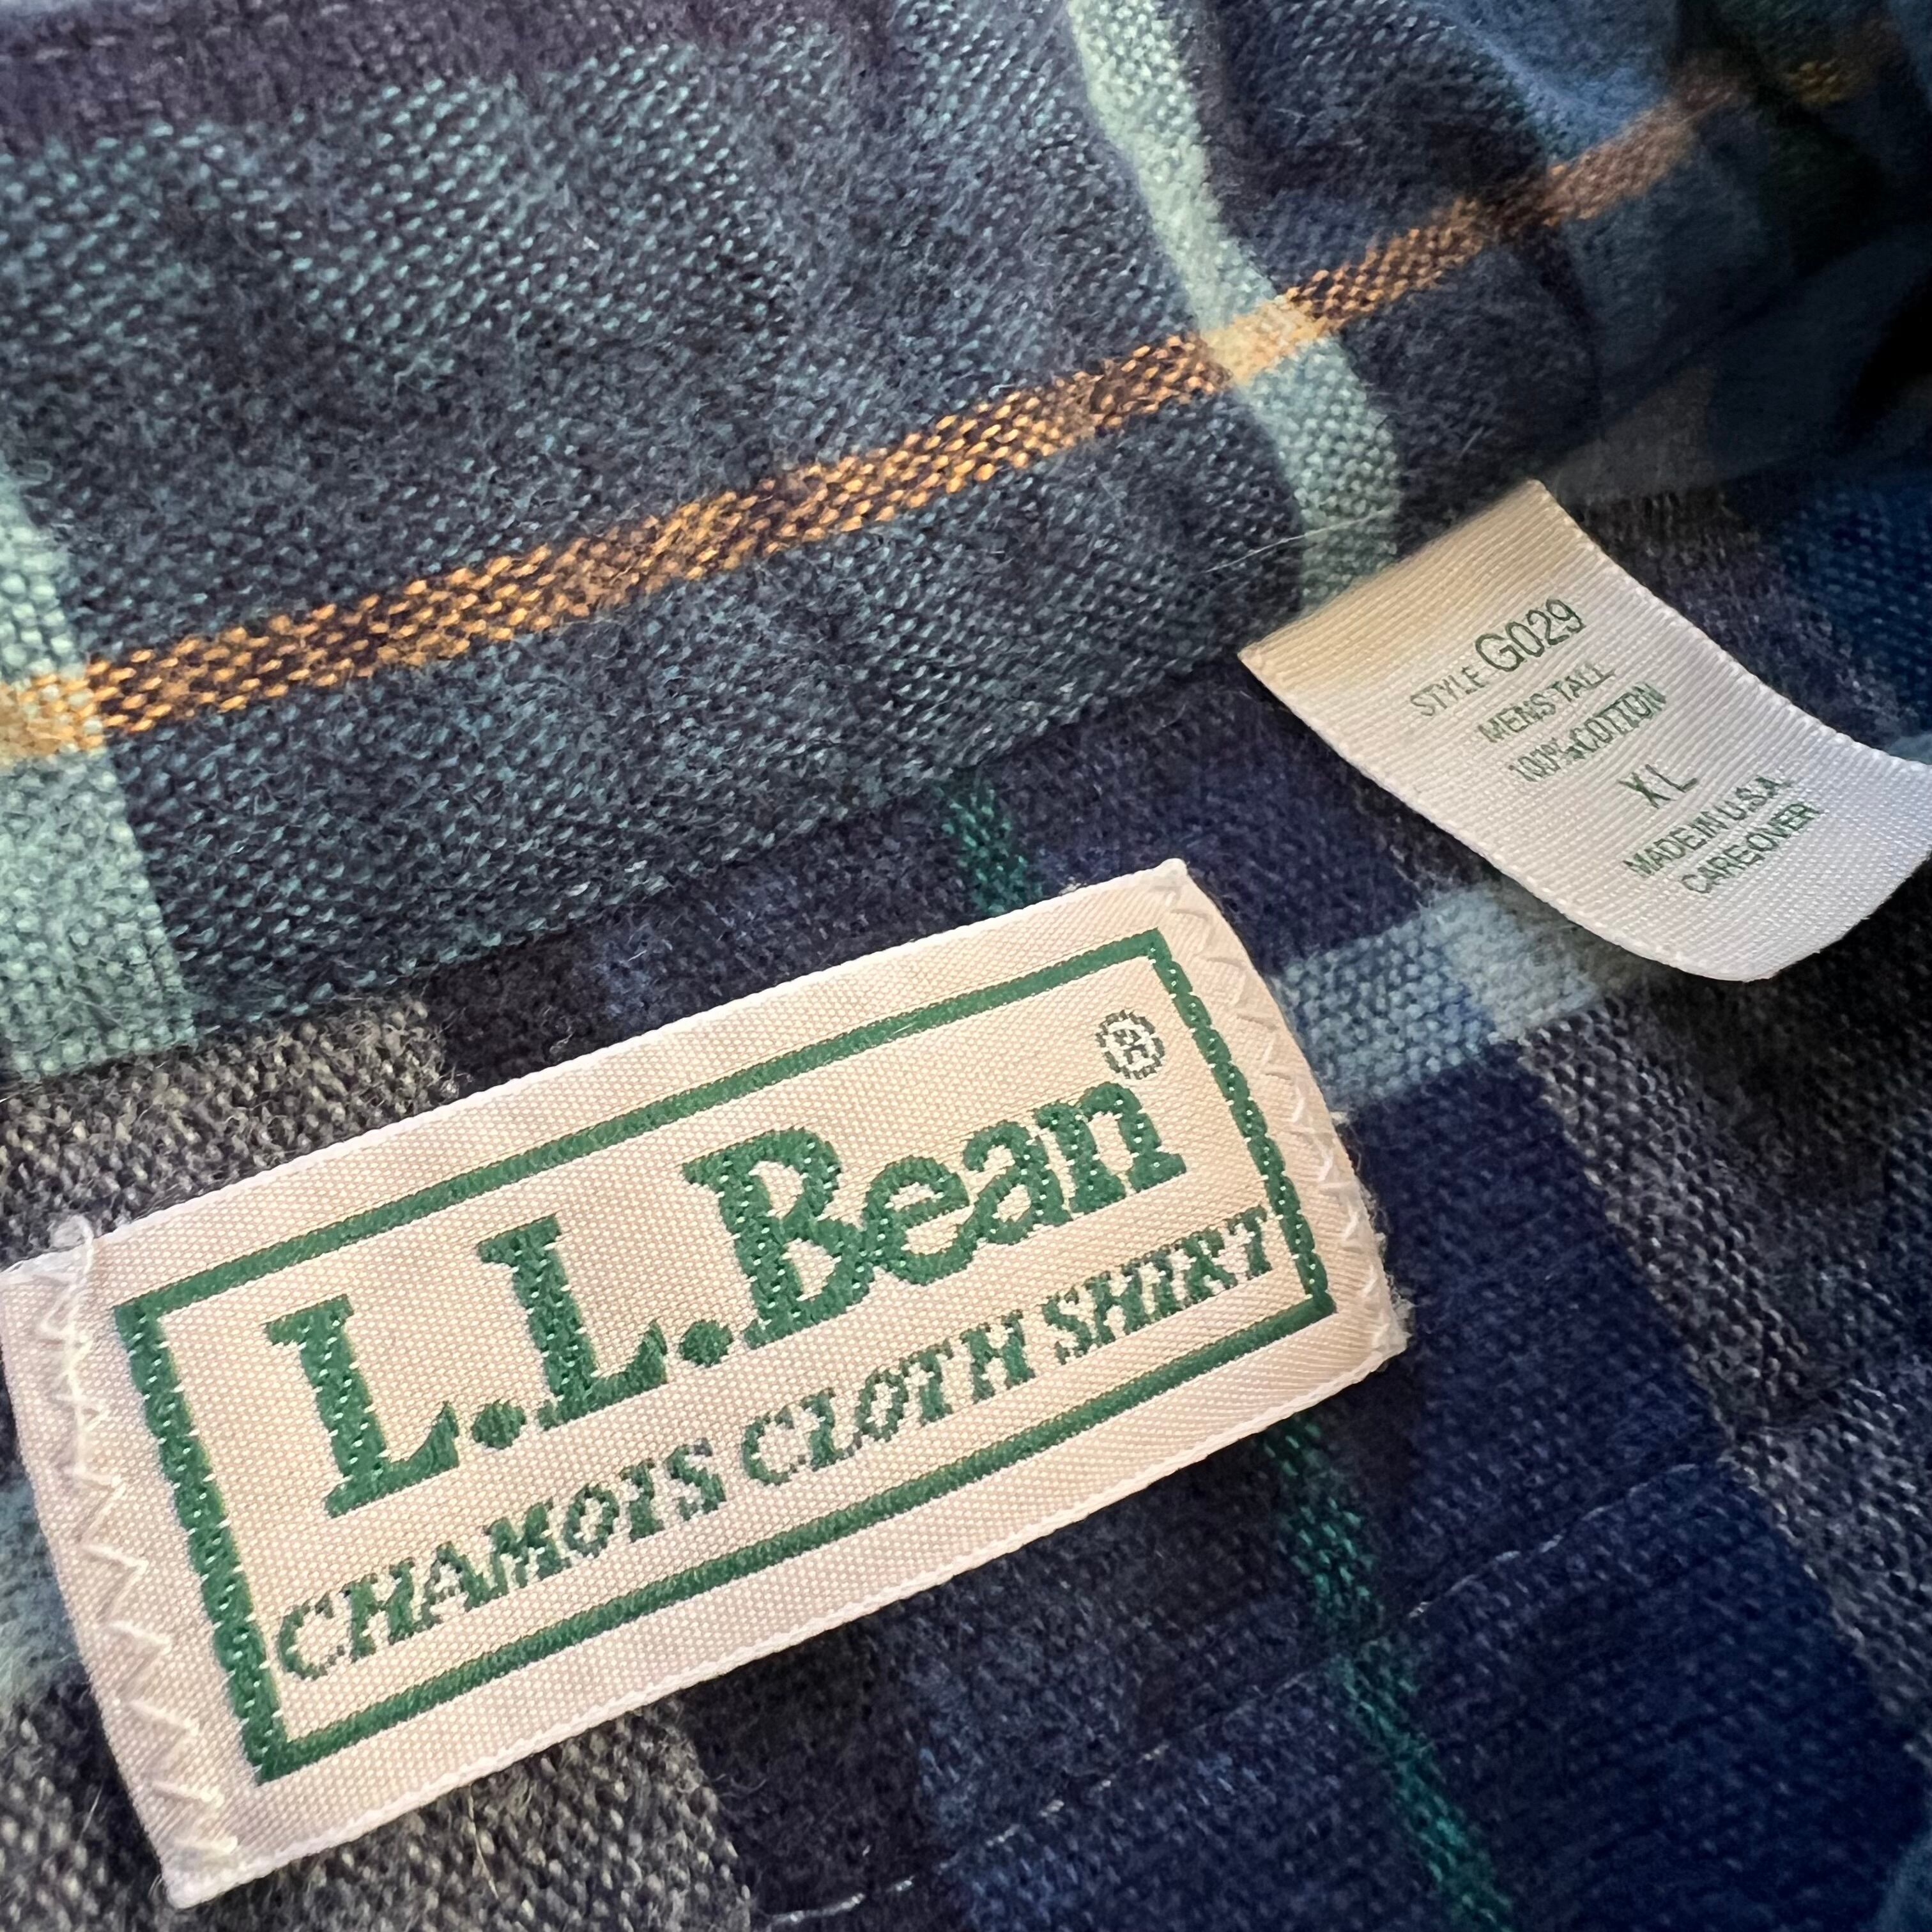 L.L.Bean®
CHAMOIS CLOTH SHIRT
STYLE G029
MENS TALL
100% COTTON
XL
MADE IN U.S.A.
CARE OVER